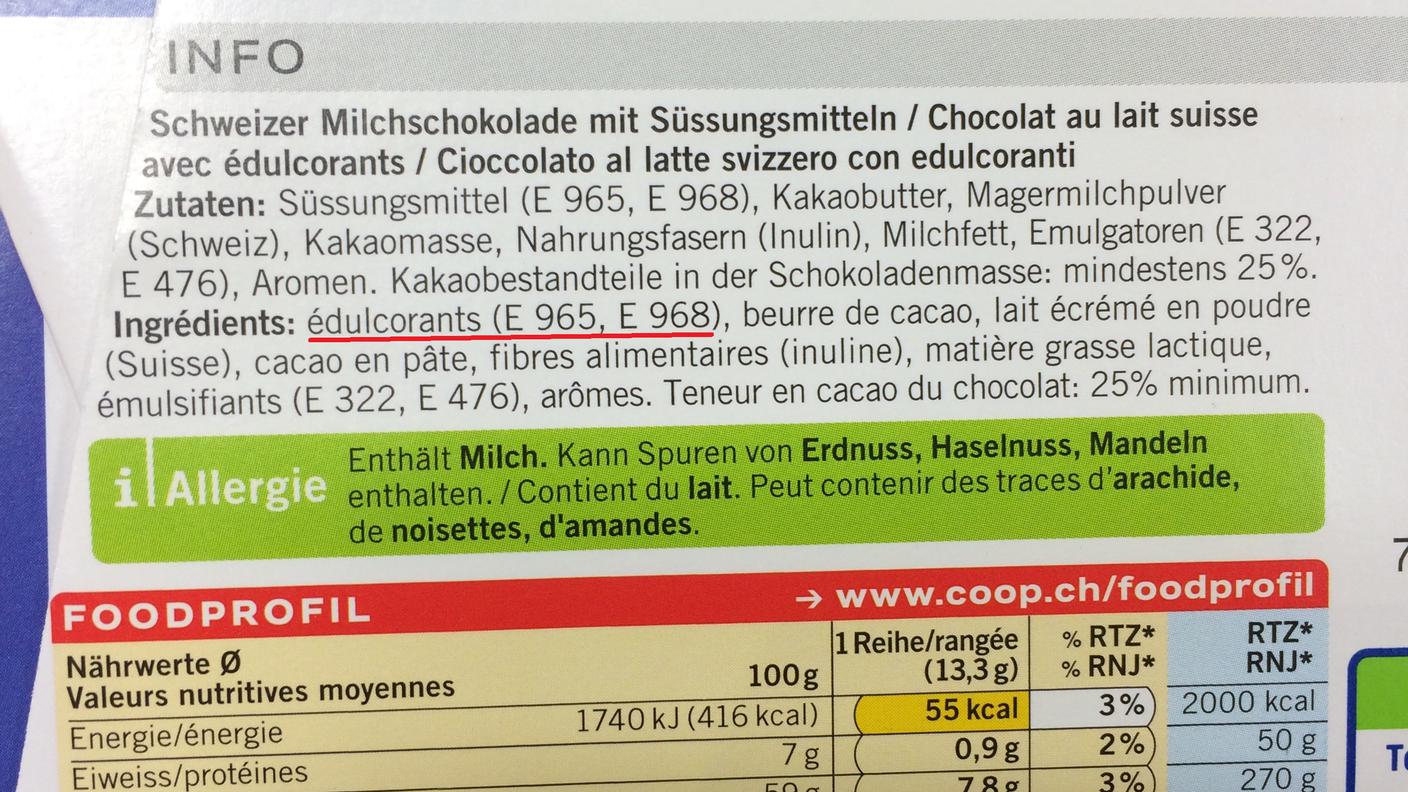 INFO
Schweizer Milchschokolade mit Süssungsmitteln / Chocolat au lait suisse
avec édulcorants / Cioccolato al latte svizzero con edulcoranti
Zutaten: Süssungsmittel (E 965, E 968), Kakaobutter, Magermilchpulver
(Schweiz), Kakaomasse, Nahrungsfasern (Inulin), Milchfett, Emulgatoren (E 322,
E 476), Aromen. Kakaobestandteile in der Schokoladenmasse: mindestens 25%.
Ingrédients: édulcorants (E 965, E 968), beurre de cacao, lait écrémé en poudre
(Suisse), cacao en pâte, fibres alimentaires (inuline), matière grasse lactique,
émulsifiants (E 322, E 476), arômes. Teneur en cacao du chocolat: 25% minimum.
i Allergie
Enthält Milch. Kann Spuren von Erdnuss, Haselnuss, Mandeln
enthalten. / Contient du lait. Peut contenir des traces d'arachide,
de noisettes, d'amandes.
FOODPROFIL → www.coop.ch/foodprofil
Nährwerte Ø
Valeurs nutritives moyennes 100g
1 Reihe/rangée
(13,3 g)
% RTZ*
% RNJ*
RTZ*
RNJ*
Energie/énergie 1740 kJ (416 kcal) 55 kcal 3% 2000 kcal
Eiweiss/protéines 7 g 0,9 g 2% 50 g
7,8 g 3% 270 g